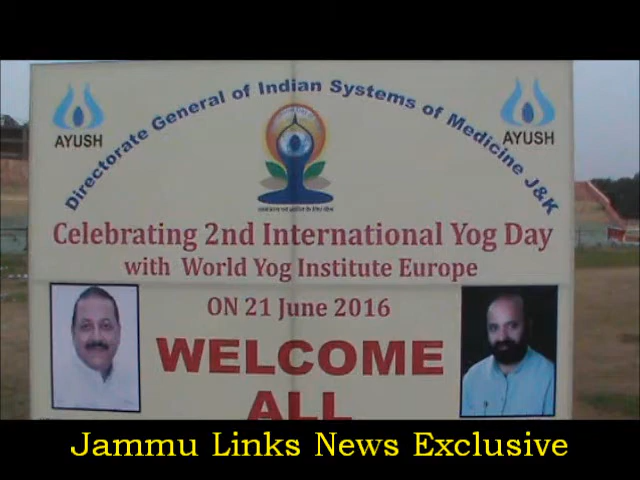 Directorate General of Indian Systems of Medicine J&K
AYUSH
AYUSH
Celebrating 2nd International Yog Day
with World Yog Institute Europe
ON 21 June 2016
WELCOME
ALL
Jammu Links News Exclusive